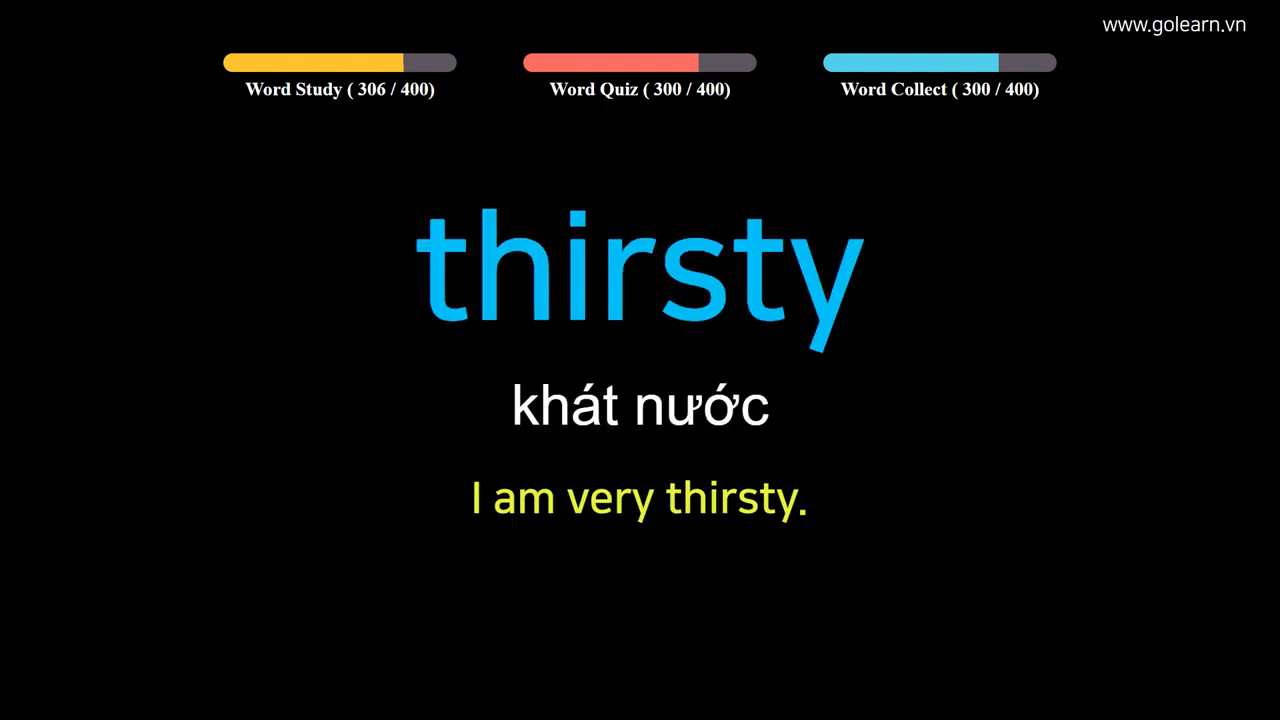 www.golearn.vn
Word Study ( 306 / 400)
Word Quiz ( 300 / 400)
Word Collect ( 300 / 400)
thirsty
khát nước
I am very thirsty.